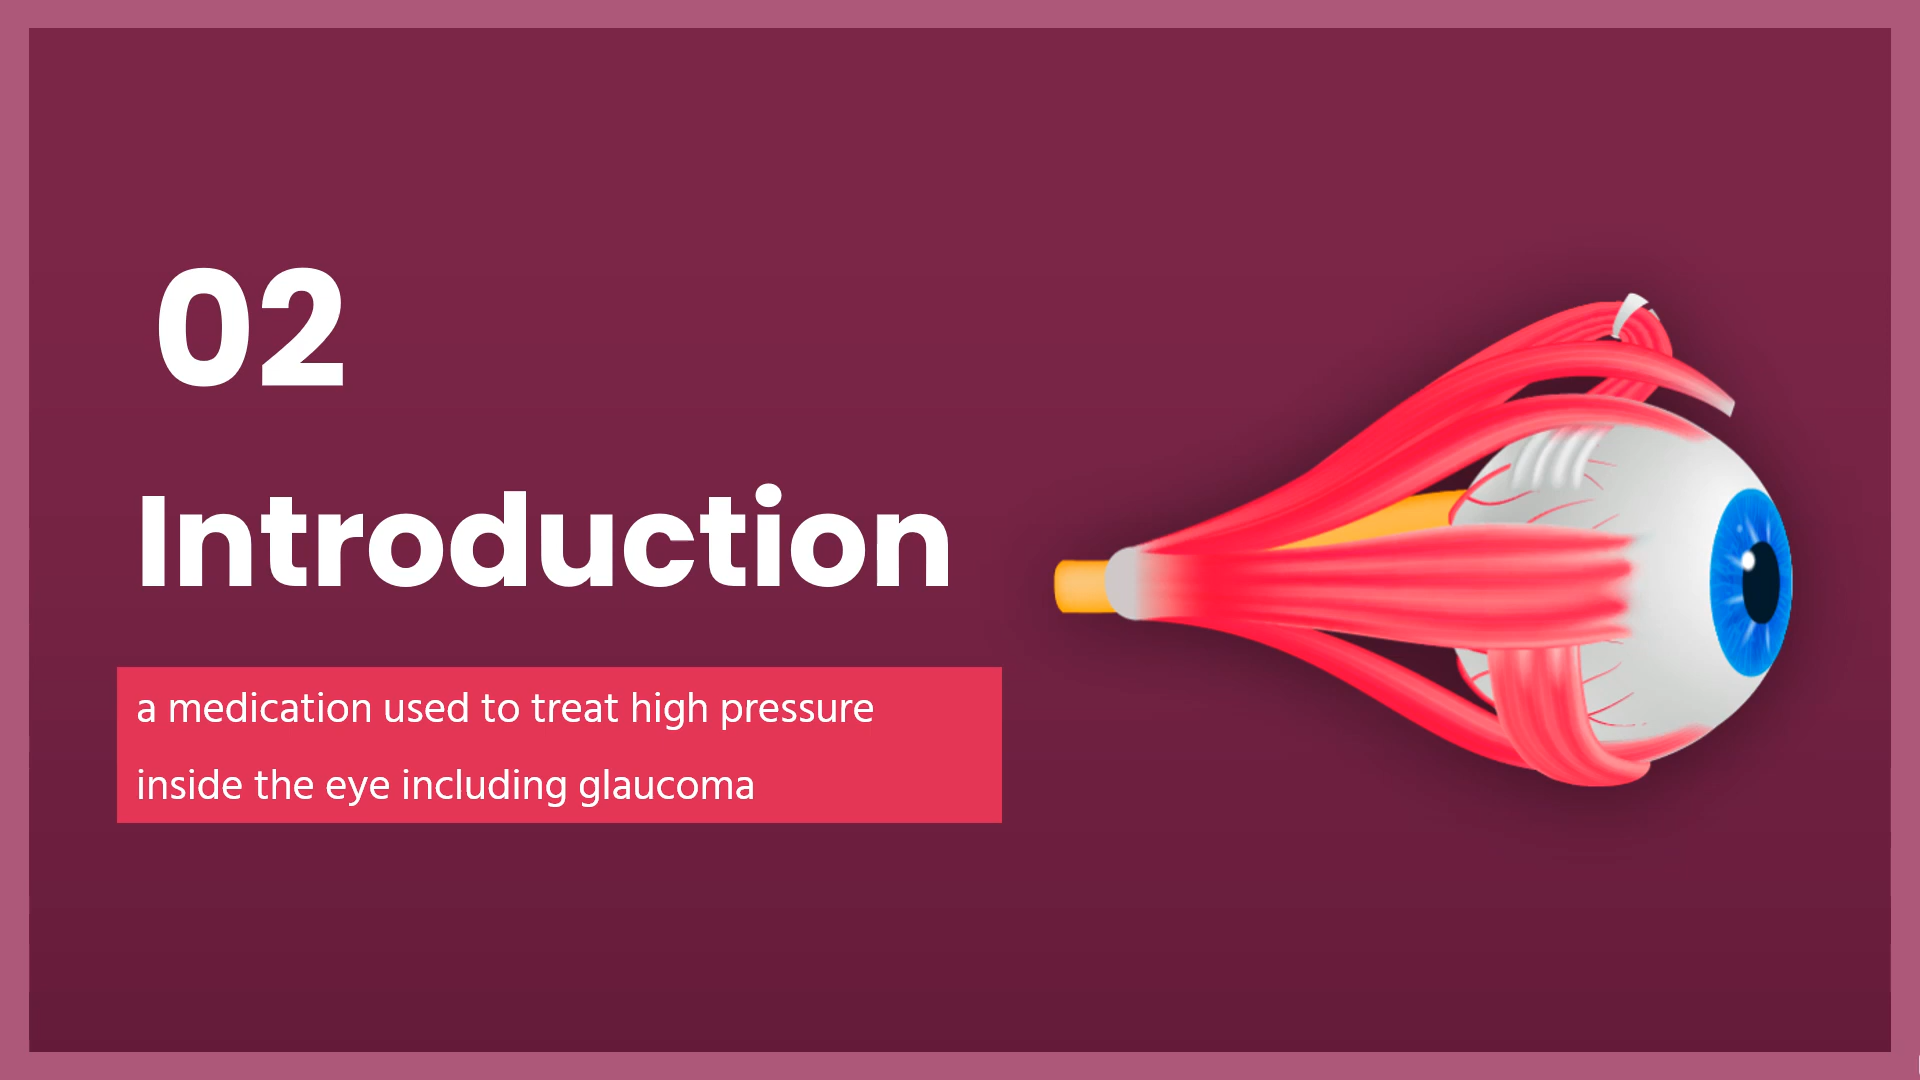 02
Introduction
a medication used to treat high pressure
inside the eye including glaucoma